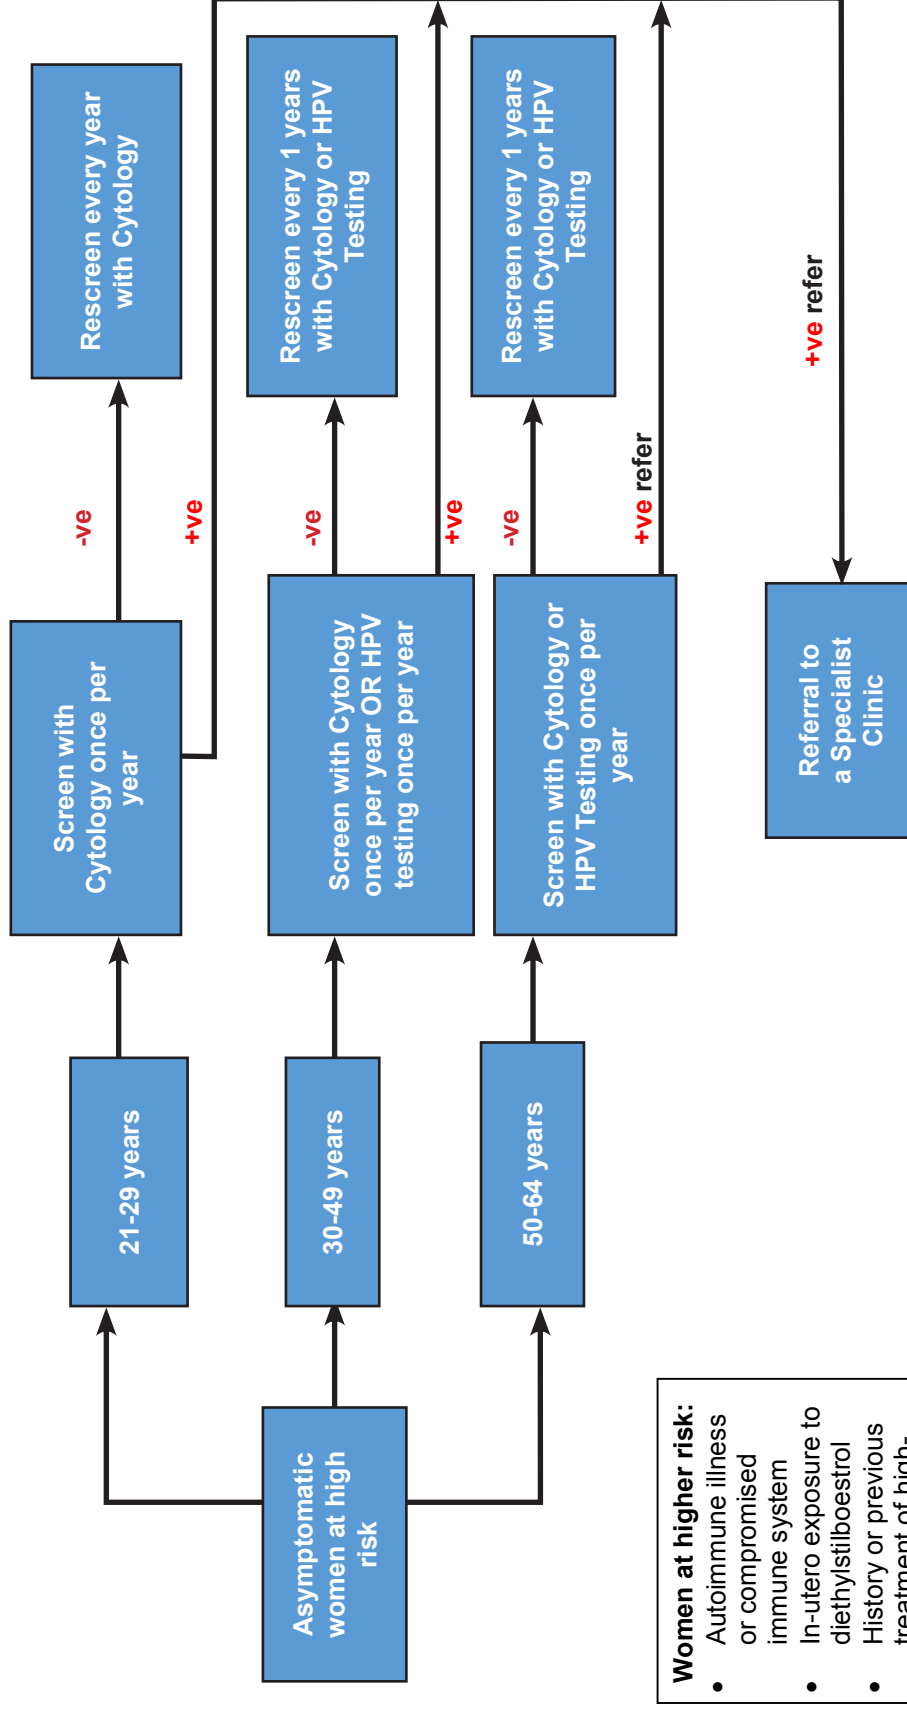 Asymptomatic
women at high
risk
21-29 years
30-49 years
50-64 years
Screen with
Cytology once per
year
Screen with Cytology
once per year OR HPV
testing once per year
Screen with Cytology or
HPV Testing once per
year
-ve
+ve
-ve
+ve
-ve
+ve refer
Rescreen every year
with Cytology
Rescreen every 1 years
with Cytology or HPV
Testing
Rescreen every 1 years
with Cytology or HPV
Testing
+ve refer
Referral to
a Specialist
Clinic
Women at higher risk:
• Autoimmune illness
or compromised
immune system
• In-utero exposure to
diethylstilboestrol
• History or previous
treatment of high-